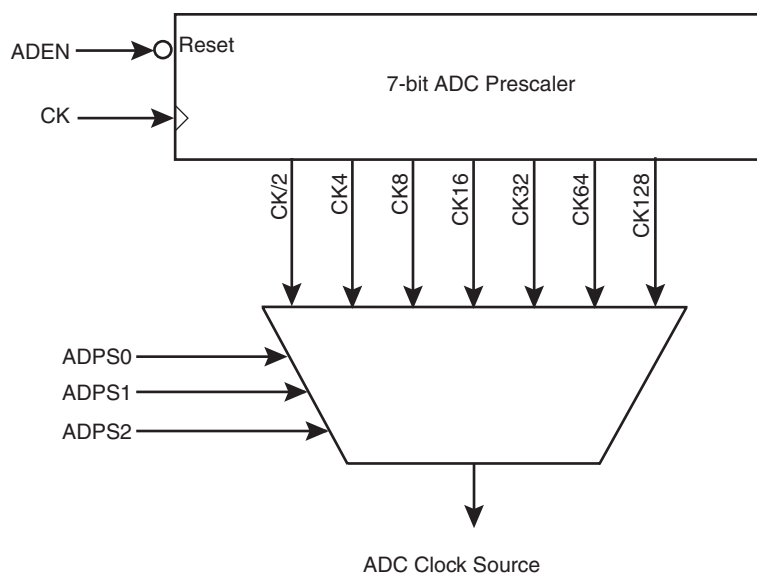 ADEN
Reset
7-bit ADC Prescaler
CK
CK/2
CK4
CK8
CK16
CK32
CK64
CK128
ADPS0
ADPS1
ADPS2
ADC Clock Source